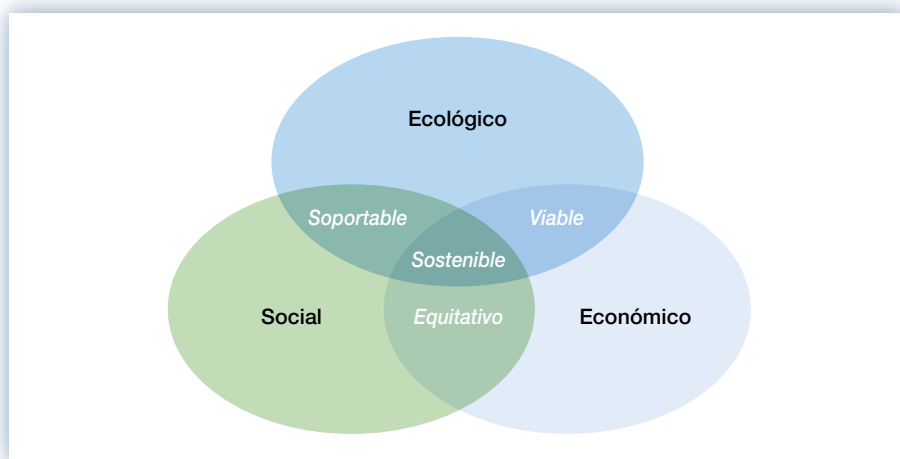 Ecológico
Soportable
Viable
Sostenible
Social
Equitativo
Económico